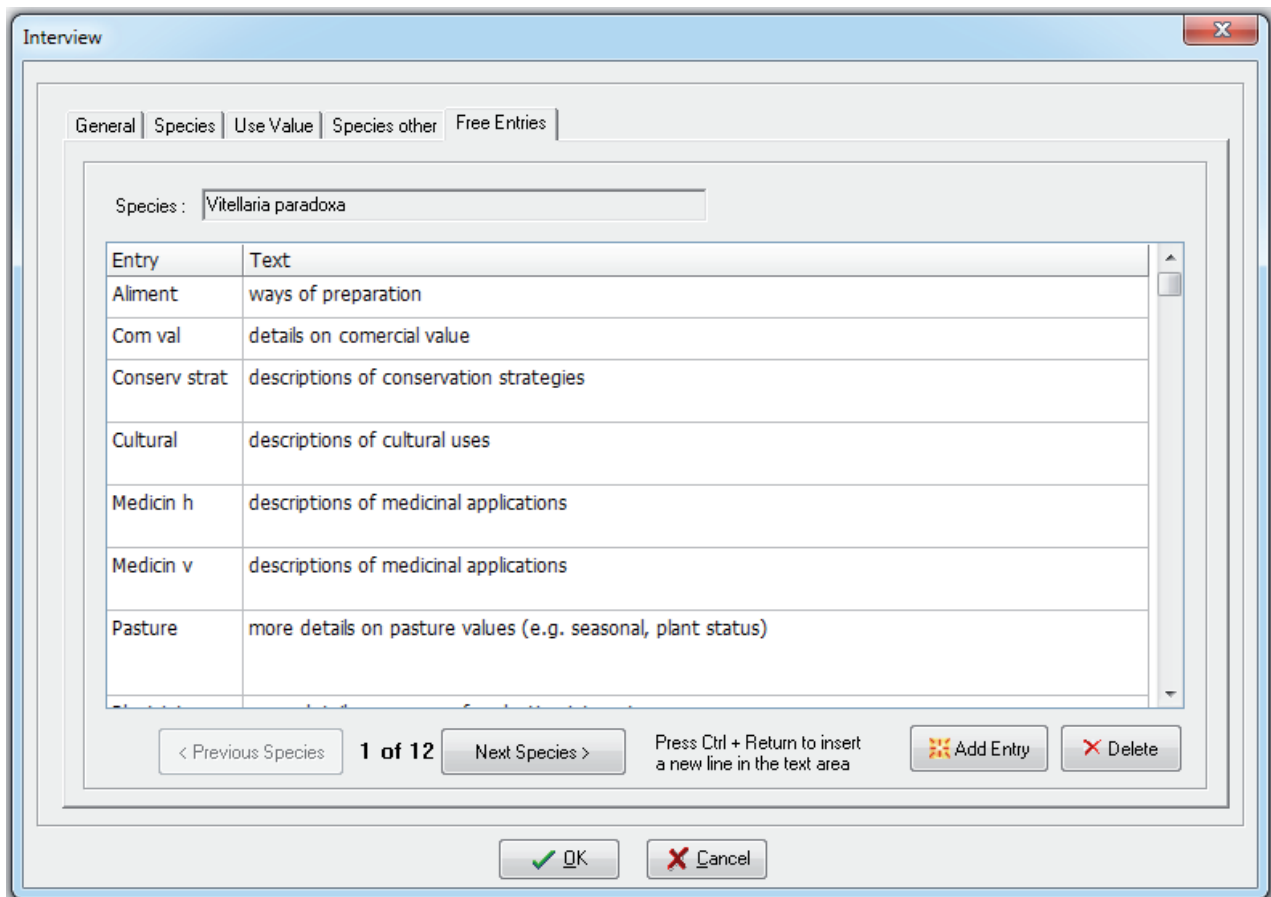 Interview
General Species Use Value Species other Free Entries
Species : Vitellaria paradoxa
Entry Text
Aliment ways of preparation
Com val details on comercial value
Conserv strat descriptions of conservation strategies
Cultural descriptions of cultural uses
Medicin h descriptions of medicinal applications
Medicin v descriptions of medicinal applications
Pasture more details on pasture values (e.g. seasonal, plant status)
< Previous Species 1 of 12 Next Species > Press Ctrl + Return to insert
a new line in the text area
Add Entry Delete
OK Cancel